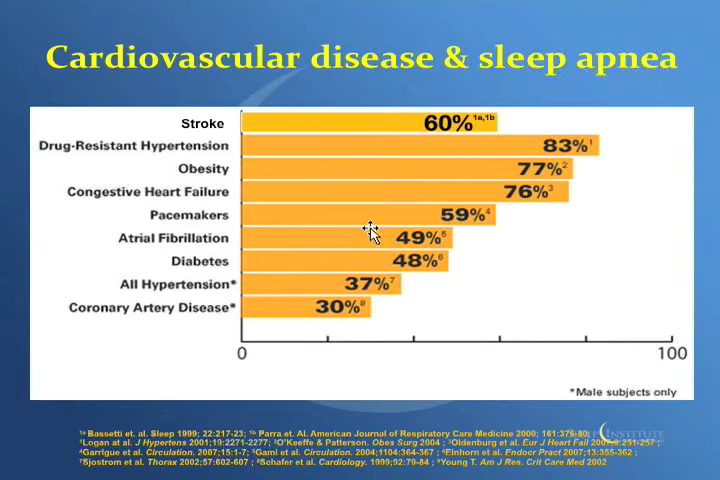 Cardiovascular disease & sleep apnea
Stroke 60%1a,1b
Drug-Resistant Hypertension 83%1
Obesity 77%2
Congestive Heart Failure 76%3
Pacemakers 59%4
Atrial Fibrillation 49%5
Diabetes 48%6
All Hypertension* 37%7
Coronary Artery Disease* 30%8
0 100
*Male subjects only
1a Bassetti et. al. Sleep 1999; 22:217-23; 1b Parra et. Al. American Journal of Respiratory Care Medicine 2000; 161:375-80;
1Logan at al. J Hypertens 2001;19:2271-2277; 2O'Keeffe & Patterson. Obes Surg 2004 ; 3Oldenburg et al. Eur J Heart Fail :251-257 ;
4Garrigue et al. Circulation. 2007;15:1-7; 5Gami et al. Circulation. 2004;1104:364-367 ; 6Einhorn et al. Endocr Pract 2007;13:355-362 ;
7Sjostrom et al. Thorax 2002;57:602-607 ; 8Schafer et al. Cardiology. 1999;92:79-84 ; 9Young T. Am J Res. Crit Care Med 2002